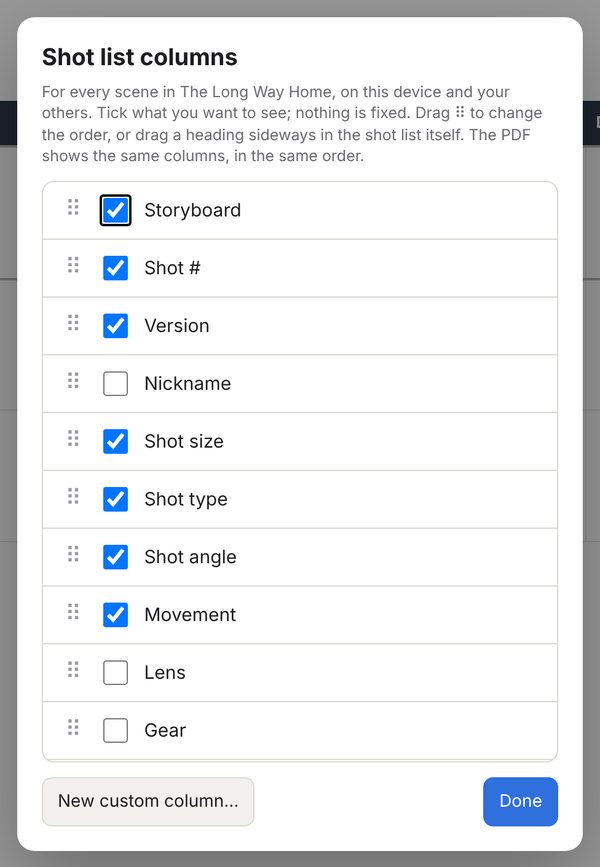 Shot list columns
For every scene in The Long Way Home, on this device and your
others. Tick what you want to see; nothing is fixed. Drag ⠿ to change
the order, or drag a heading sideways in the shot list itself. The PDF
shows the same columns, in the same order.
Storyboard
Shot #
Version
Nickname
Shot size
Shot type
Shot angle
Movement
Lens
Gear
New custom column...
Done